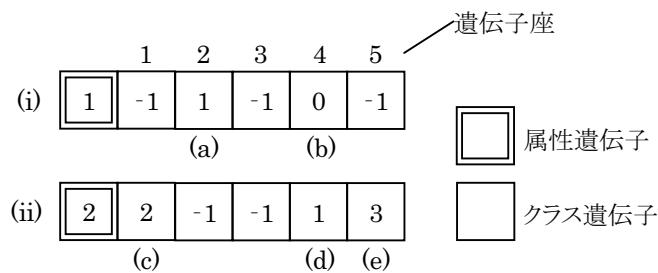 遺伝子座
1 2 3 4 5
(i) 1 -1 1 -1 0 -1
(a) (b)
属性遺伝子
(ii) 2 2 -1 -1 1 3
クラス遺伝子
(c) (d) (e)